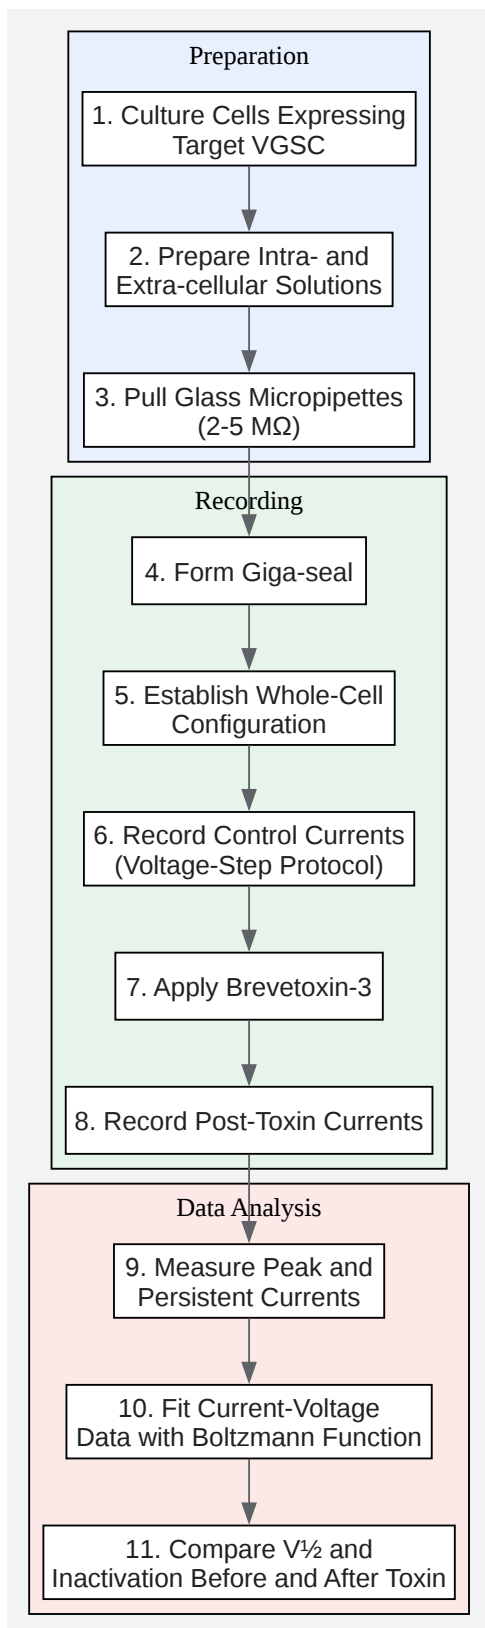 Preparation
1. Culture Cells Expressing
Target VGSC
2. Prepare Intra- and
Extra-cellular Solutions
3. Pull Glass Micropipettes
(2-5 MΩ)
Recording
4. Form Giga-seal
5. Establish Whole-Cell
Configuration
6. Record Control Currents
(Voltage-Step Protocol)
7. Apply Brevetoxin-3
8. Record Post-Toxin Currents
Data Analysis
9. Measure Peak and
Persistent Currents
10. Fit Current-Voltage
Data with Boltzmann Function
11. Compare V½ and
Inactivation Before and After Toxin